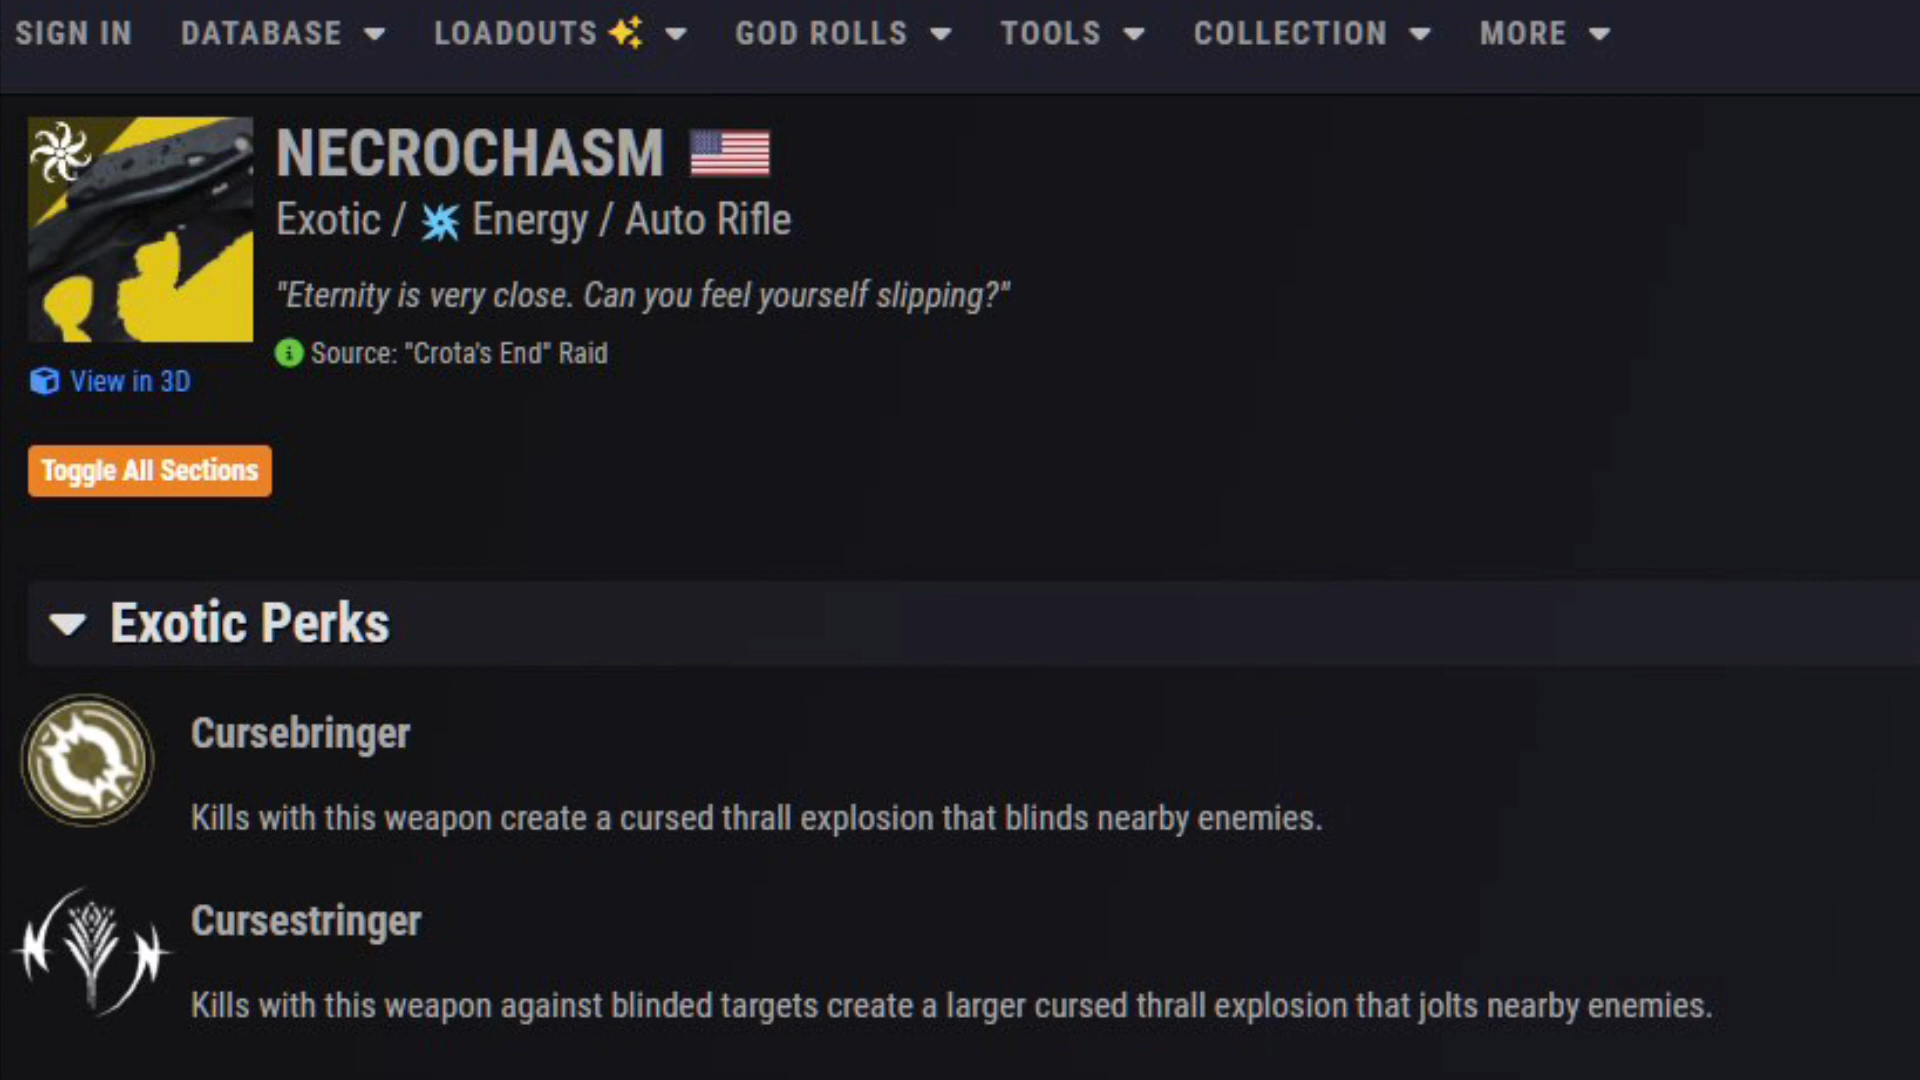 SIGN IN DATABASE LOADOUTS GOD ROLLS TOOLS COLLECTION MORE
NECROCHASM
Exotic / Energy / Auto Rifle
"Eternity is very close. Can you feel yourself slipping?"
Source: "Crota's End" Raid
View in 3D
Toggle All Sections
Exotic Perks
Cursebringer
Kills with this weapon create a cursed thrall explosion that blinds nearby enemies.
Cursestringer
Kills with this weapon against blinded targets create a larger cursed thrall explosion that jolts nearby enemies.